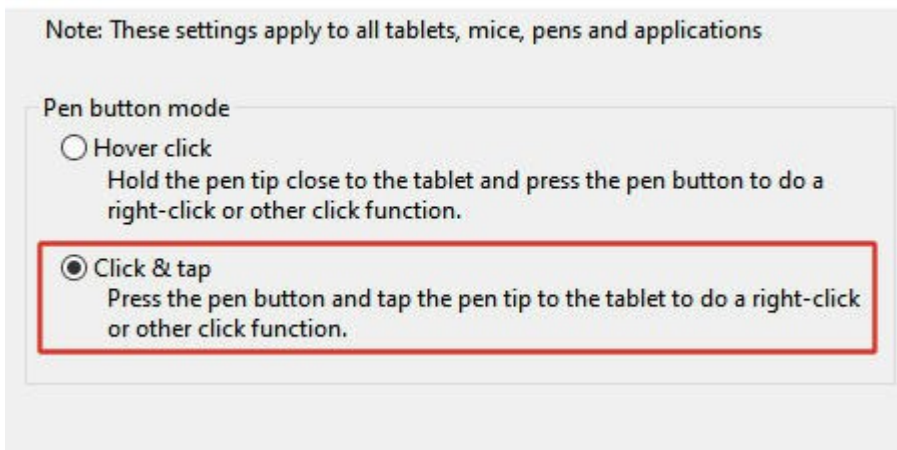 Note: These settings apply to all tablets, mice, pens and applications
Pen button mode
Hover click
Hold the pen tip close to the tablet and press the pen button to do a
right-click or other click function.
Click & tap
Press the pen button and tap the pen tip to the tablet to do a right-click
or other click function.